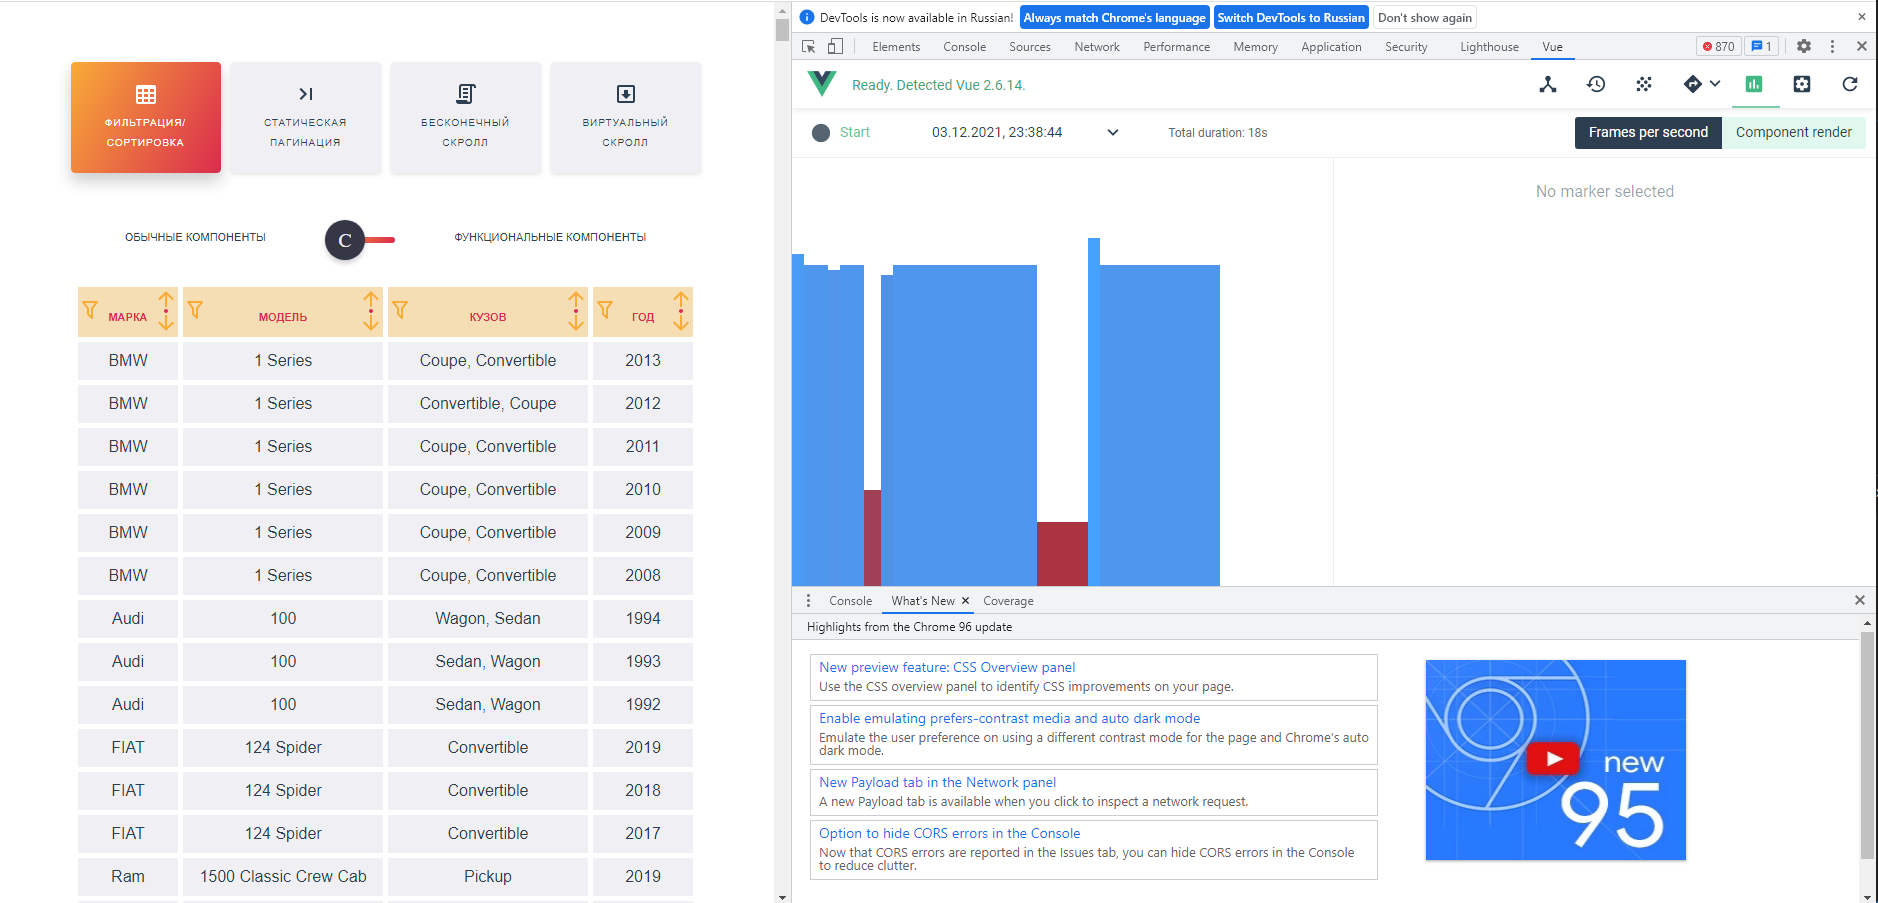 ФИЛЬТРАЦИЯ/
СОРТИРОВКА
СТАТИЧЕСКАЯ
ПАГИНАЦИЯ
БЕСКОНЕЧНЫЙ
СКРОЛЛ
ВИРТУАЛЬНЫЙ
СКРОЛЛ
ОБЫЧНЫЕ КОМПОНЕНТЫ
C
ФУНКЦИОНАЛЬНЫЕ КОМПОНЕНТЫ
МАРКА МОДЕЛЬ КУЗОВ ГОД
BMW 1 Series Coupe, Convertible 2013
BMW 1 Series Convertible, Coupe 2012
BMW 1 Series Coupe, Convertible 2011
BMW 1 Series Coupe, Convertible 2010
BMW 1 Series Coupe, Convertible 2009
BMW 1 Series Coupe, Convertible 2008
Audi 100 Wagon, Sedan 1994
Audi 100 Sedan, Wagon 1993
Audi 100 Sedan, Wagon 1992
FIAT 124 Spider Convertible 2019
FIAT 124 Spider Convertible 2018
FIAT 124 Spider Convertible 2017
Ram 1500 Classic Crew Cab Pickup 2019
DevTools is now available in Russian! Always match Chrome's language Switch DevTools to Russian Don't show again
Elements Console Sources Network Performance Memory Application Security Lighthouse Vue 870 1
Ready. Detected Vue 2.6.14.
Start 03.12.2021, 23:38:44 Total duration: 18s Frames per second Component render
No marker selected
Console What's New Coverage
Highlights from the Chrome 96 update
New preview feature: CSS Overview panel
Use the CSS overview panel to identify CSS improvements on your page.
Enable emulating prefers-contrast media and auto dark mode
Emulate the user preference on using a different contrast mode for the page and Chrome's auto
dark mode.
New Payload tab in the Network panel
A new Payload tab is available when you click to inspect a network request.
Option to hide CORS errors in the Console
Now that CORS errors are reported in the Issues tab, you can hide CORS errors in the Console
to reduce clutter.
new
95